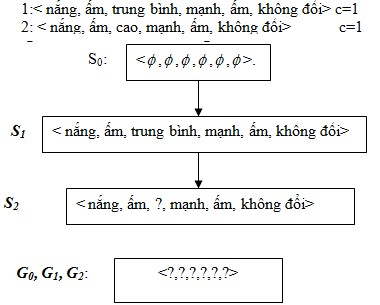 1:< nắng, ấm, trung bình, mạnh, ấm, không đổi> c=1
2: < nắng, ấm, cao, mạnh, ấm, không đổi> c=1
S0: <ϕ,ϕ,ϕ,ϕ,ϕ,ϕ>.
S1 < nắng, ấm, trung bình, mạnh, ấm, không đổi>
S2 <nắng, ấm, ?, mạnh, ấm, không đổi>
G0, G1, G2: <?,?,?,?,?,?>